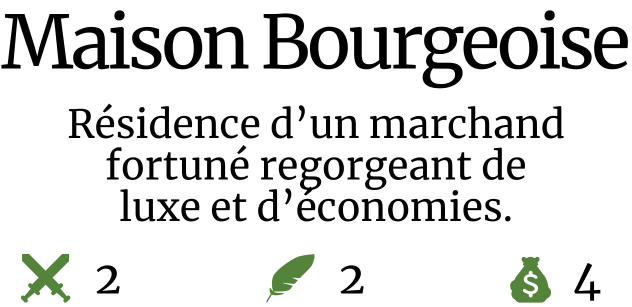 Maison Bourgeoise
Résidence d’un marchand
fortuné regorgeant de
luxe et d’économies.
2 2 $ 4